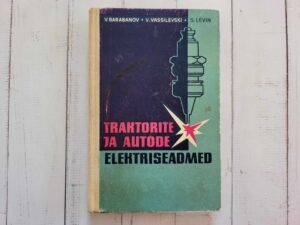 V. BARABANOV • V. VASSILEVSKI • S. LEVIN
TRAKTORITE
JA AUTODE
ELEKTRISEADMED